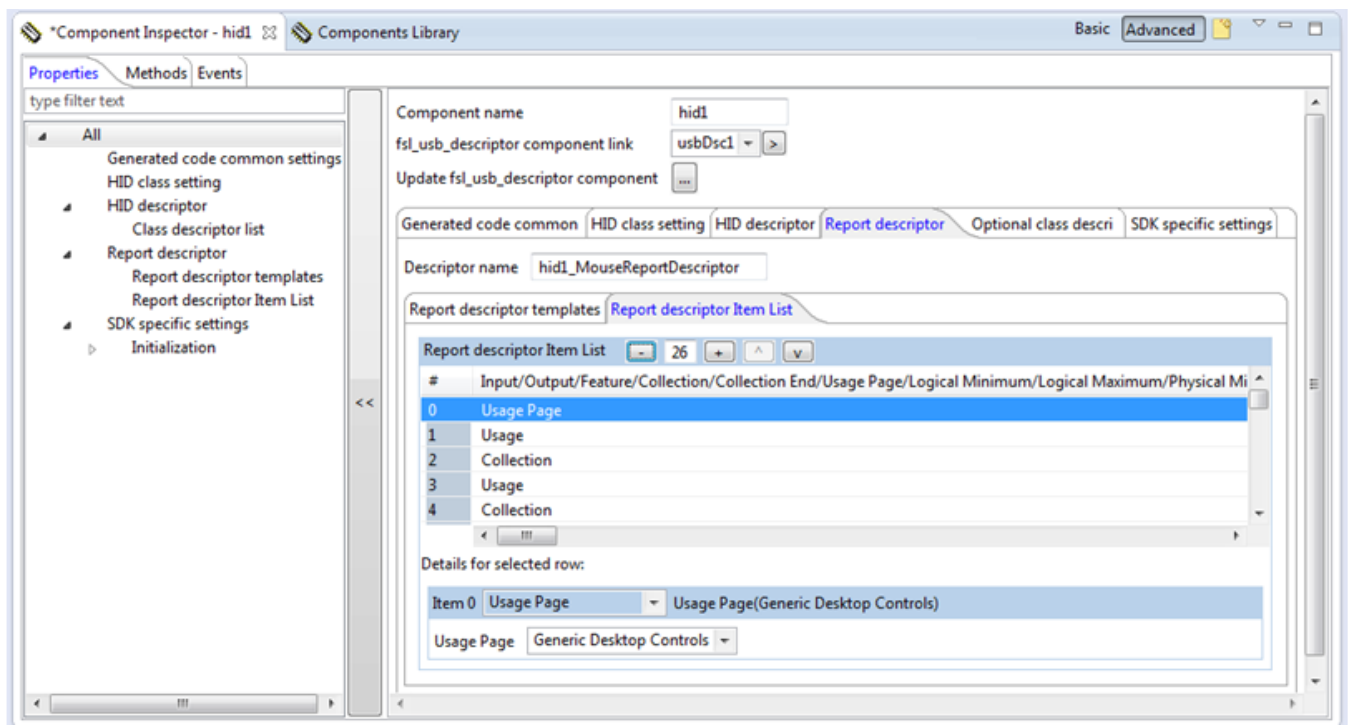 *Component Inspector - hid1 Components Library Basic Advanced
Properties Methods Events
type filter text
All
Generated code common settings
HID class setting
HID descriptor
Class descriptor list
Report descriptor
Report descriptor templates
Report descriptor Item List
SDK specific settings
Initialization
<<
Component name hid1
fsl_usb_descriptor component link usbDsc1 >
Update fsl_usb_descriptor component ...
Generated code common HID class setting HID descriptor Report descriptor Optional class descri SDK specific settings
Descriptor name hid1_MouseReportDescriptor
Report descriptor templates Report descriptor Item List
Report descriptor Item List - 26 + ^ v
# Input/Output/Feature/Collection/Collection End/Usage Page/Logical Minimum/Logical Maximum/Physical Mi
0 Usage Page
1 Usage
2 Collection
3 Usage
4 Collection
Details for selected row:
Item 0 Usage Page Usage Page(Generic Desktop Controls)
Usage Page Generic Desktop Controls